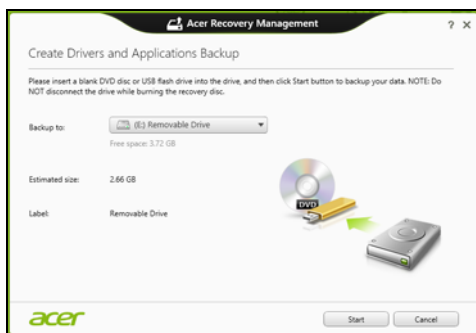 Acer Recovery Management
? ×
Create Drivers and Applications Backup
Please insert a blank DVD disc or USB flash drive into the drive, and then click Start button to backup your data. NOTE: Do
NOT disconnect the drive while burning the recovery disc.
Backup to: (E:) Removable Drive
Free space: 3.72 GB
Estimated size: 2.66 GB
Label: Removable Drive
DVD
acer Start Cancel